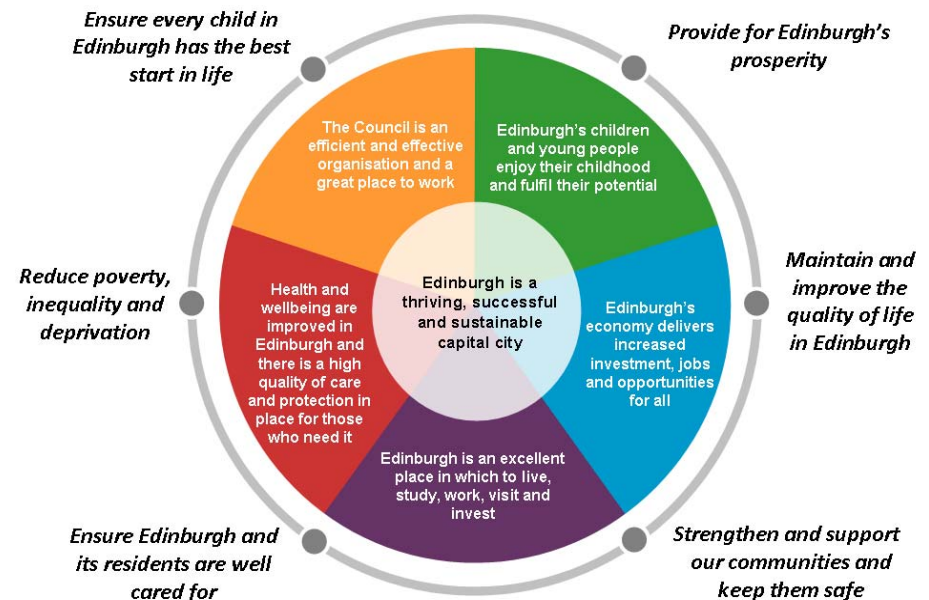 Ensure every child in
Edinburgh has the best
start in life
Provide for Edinburgh's
prosperity
The Council is an
efficient and effective
organisation and a
great place to work
Edinburgh's children
and young people
enjoy their childhood
and fulfil their potential
Reduce poverty,
inequality and
deprivation
Health and
wellbeing are
improved in
Edinburgh and
there is a high
quality of care
and protection in
place for those
who need it
Edinburgh is a
thriving, successful
and sustainable
capital city
Edinburgh's
economy delivers
increased
investment, jobs
and opportunities
for all
Maintain and
improve the
quality of life
in Edinburgh
Edinburgh is an excellent
place in which to live,
study, work, visit and
invest
Ensure Edinburgh and
its residents are well
cared for
Strengthen and support
our communities and
keep them safe